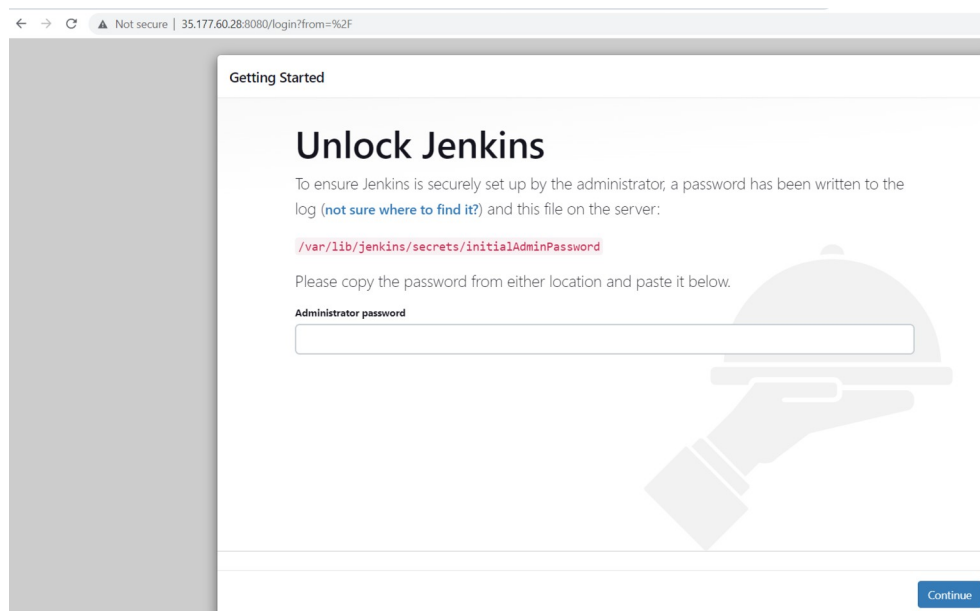 Not secure | 35.177.60.28:8080/login?from=%2F
Getting Started
Unlock Jenkins
To ensure Jenkins is securely set up by the administrator, a password has been written to the
log (not sure where to find it?) and this file on the server:
/var/lib/jenkins/secrets/initialAdminPassword
Please copy the password from either location and paste it below.
Administrator password
Continue